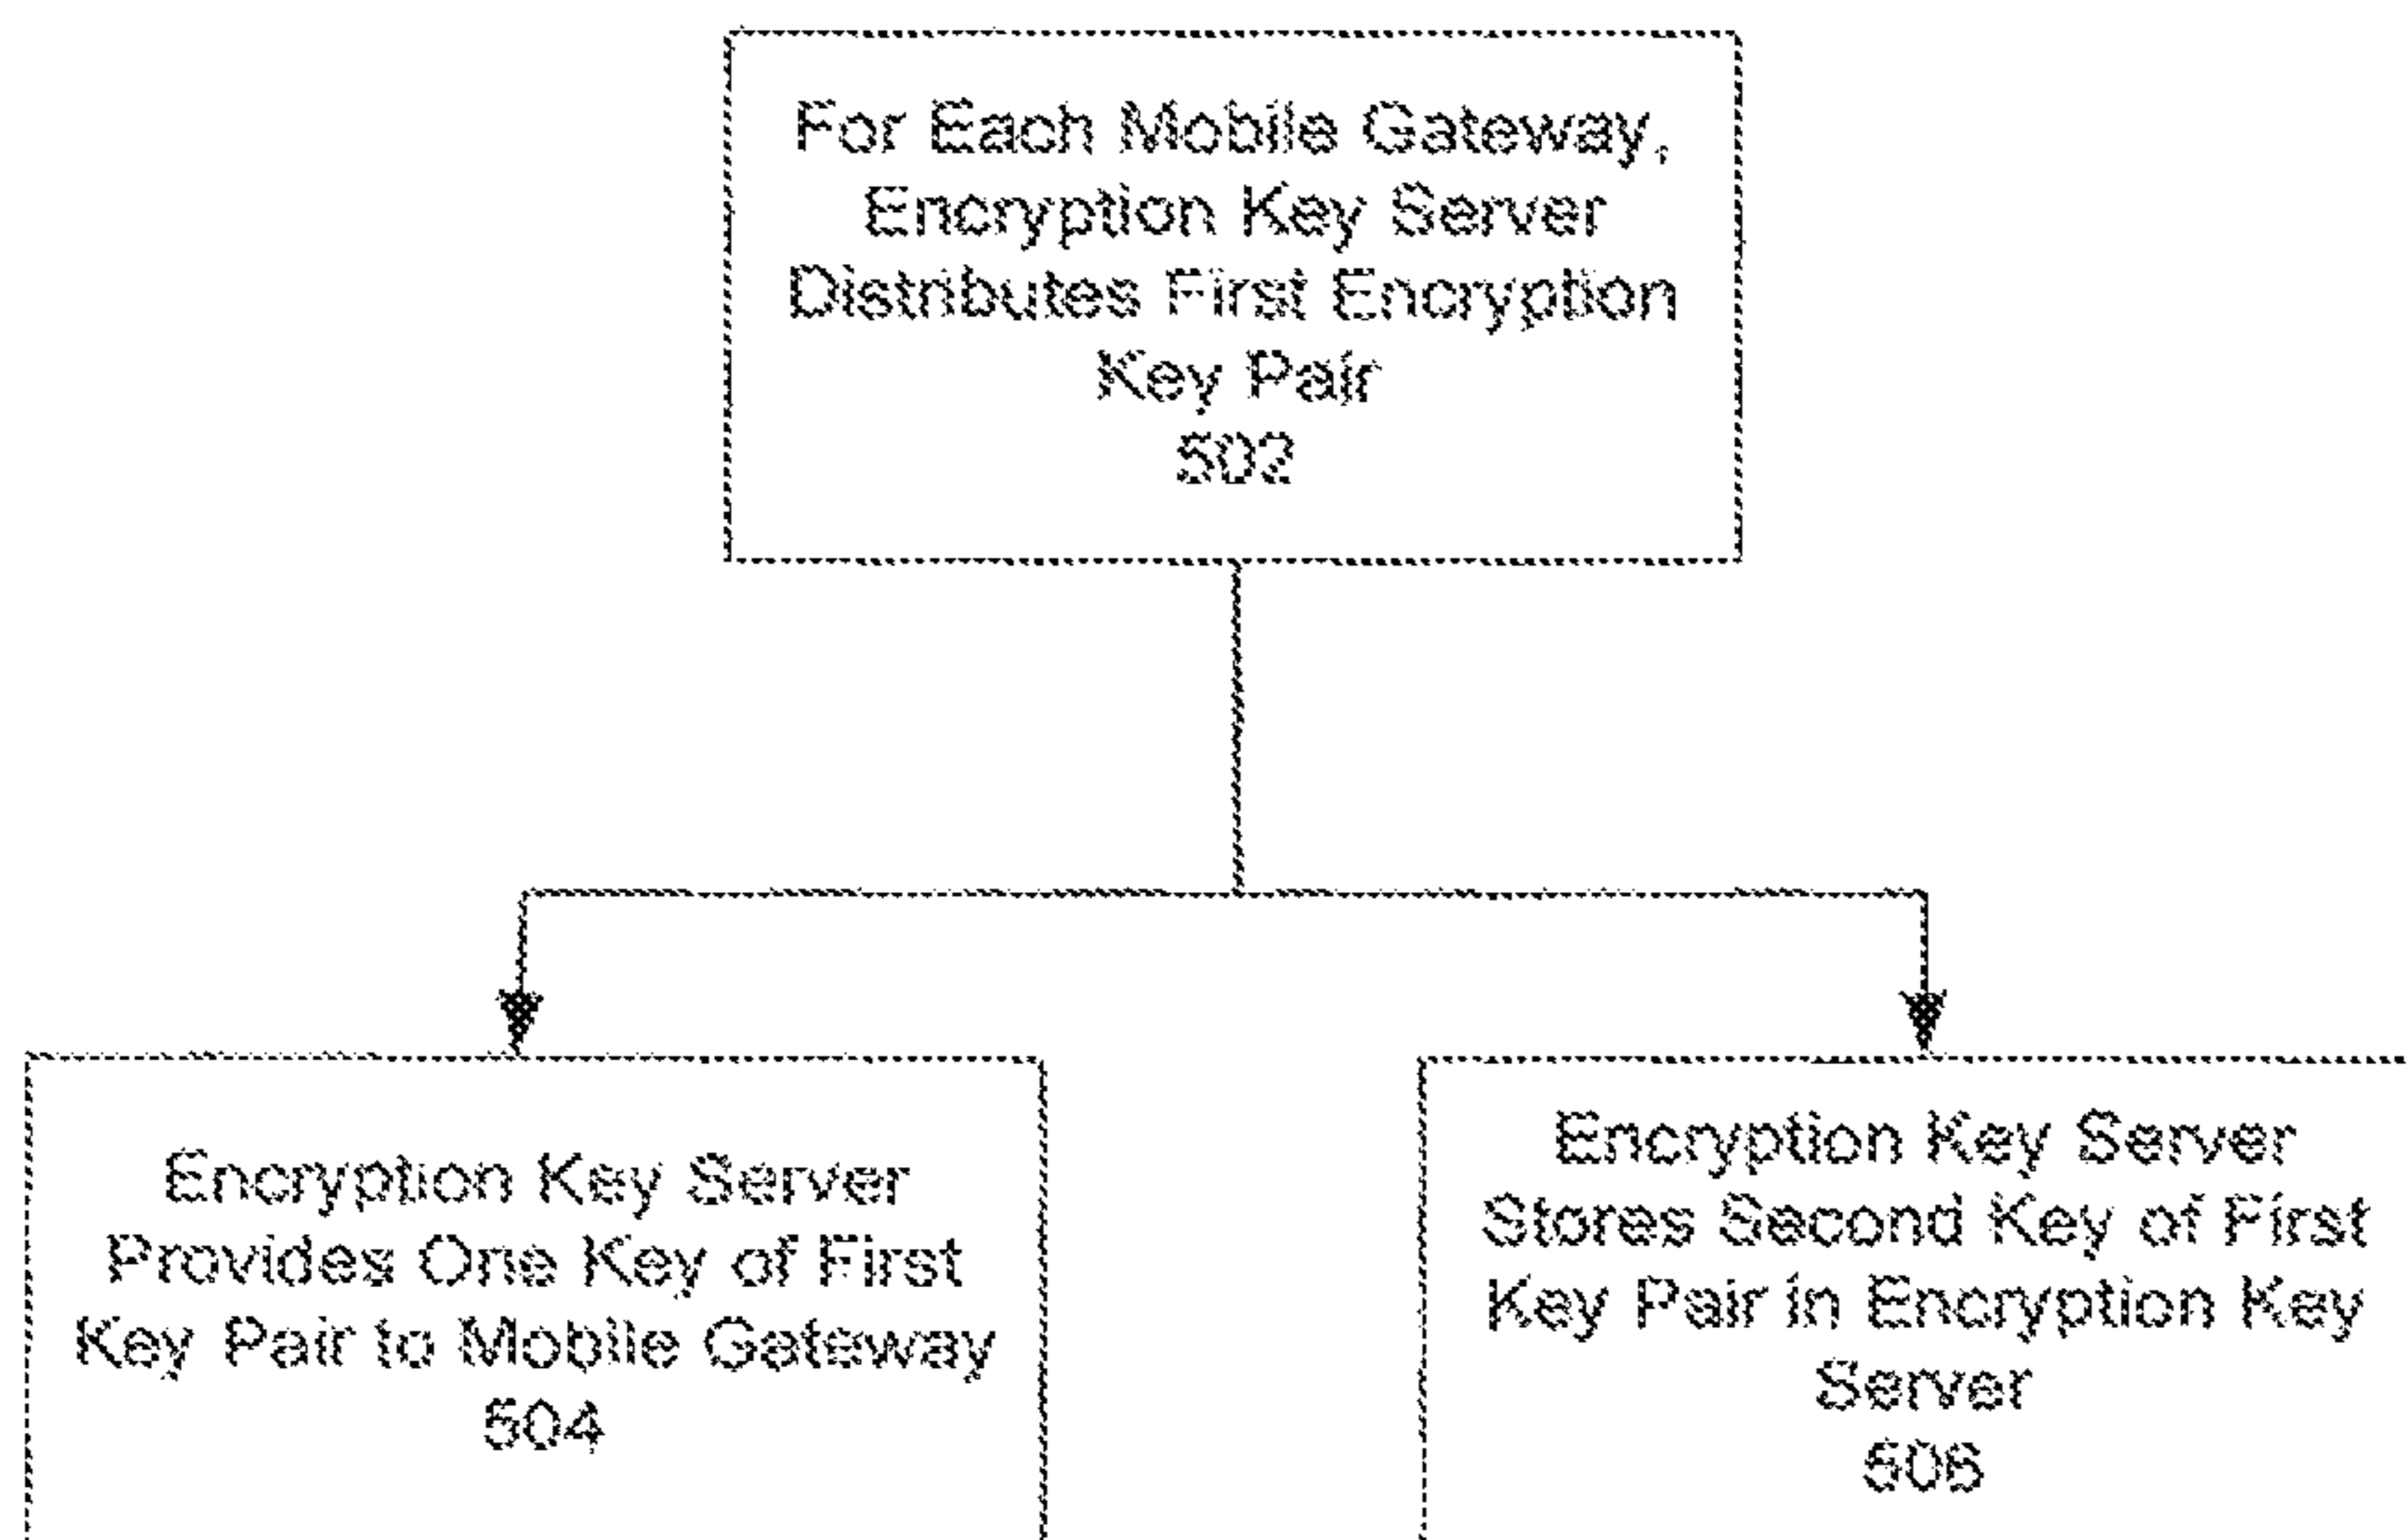 For Each Mobile Gateway,
Encryption Key Server
Distributes First Encryption
Key Pair
502
Encryption Key Server
Provides One Key of First
Key Pair to Mobile Gateway
504
Encryption Key Server
Stores Second Key of First
Key Pair in Encryption Key
Server
506